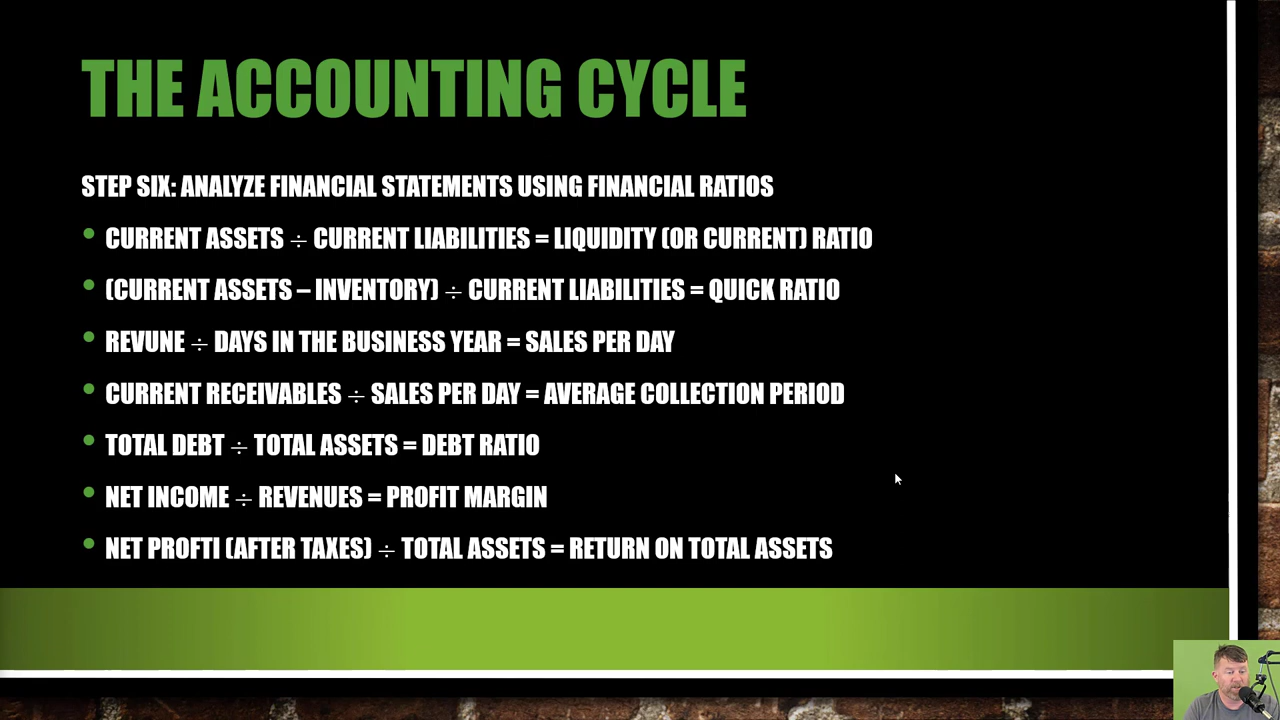 THE ACCOUNTING CYCLE
STEP SIX: ANALYZE FINANCIAL STATEMENTS USING FINANCIAL RATIOS
• CURRENT ASSETS ÷ CURRENT LIABILITIES = LIQUIDITY (OR CURRENT) RATIO
• (CURRENT ASSETS – INVENTORY) ÷ CURRENT LIABILITIES = QUICK RATIO
• REVUNE ÷ DAYS IN THE BUSINESS YEAR = SALES PER DAY
• CURRENT RECEIVABLES ÷ SALES PER DAY = AVERAGE COLLECTION PERIOD
• TOTAL DEBT ÷ TOTAL ASSETS = DEBT RATIO
• NET INCOME ÷ REVENUES = PROFIT MARGIN
• NET PROFTI (AFTER TAXES) ÷ TOTAL ASSETS = RETURN ON TOTAL ASSETS